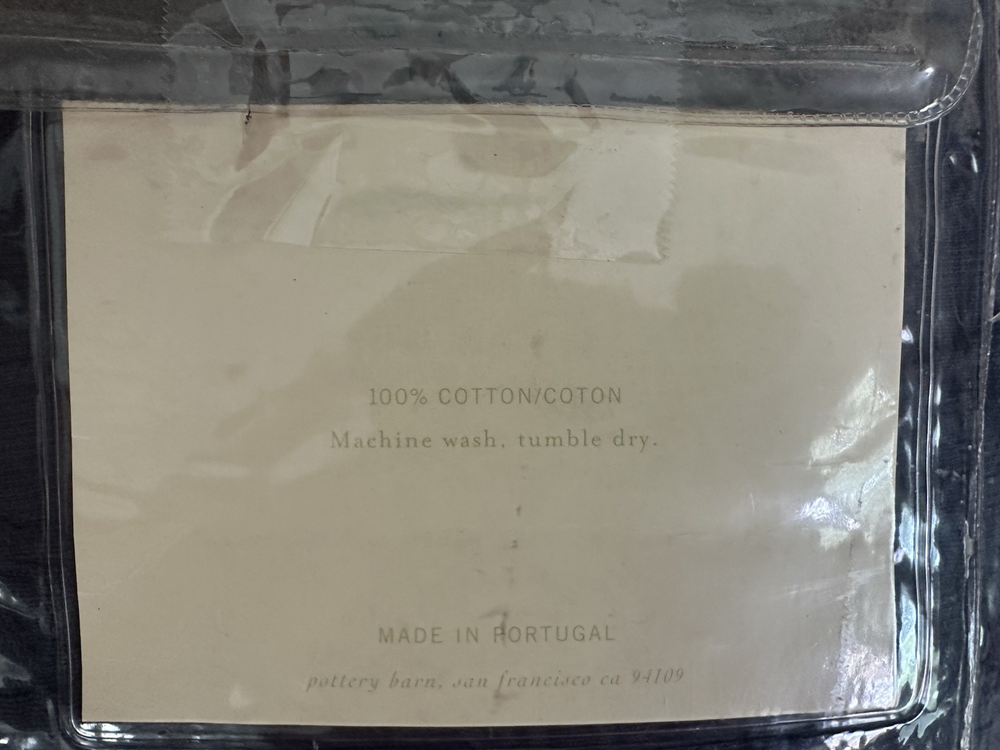 100% COTTON/COTON
Machine wash, tumble dry.
MADE IN PORTUGAL
pottery barn, san francisco ca 94109